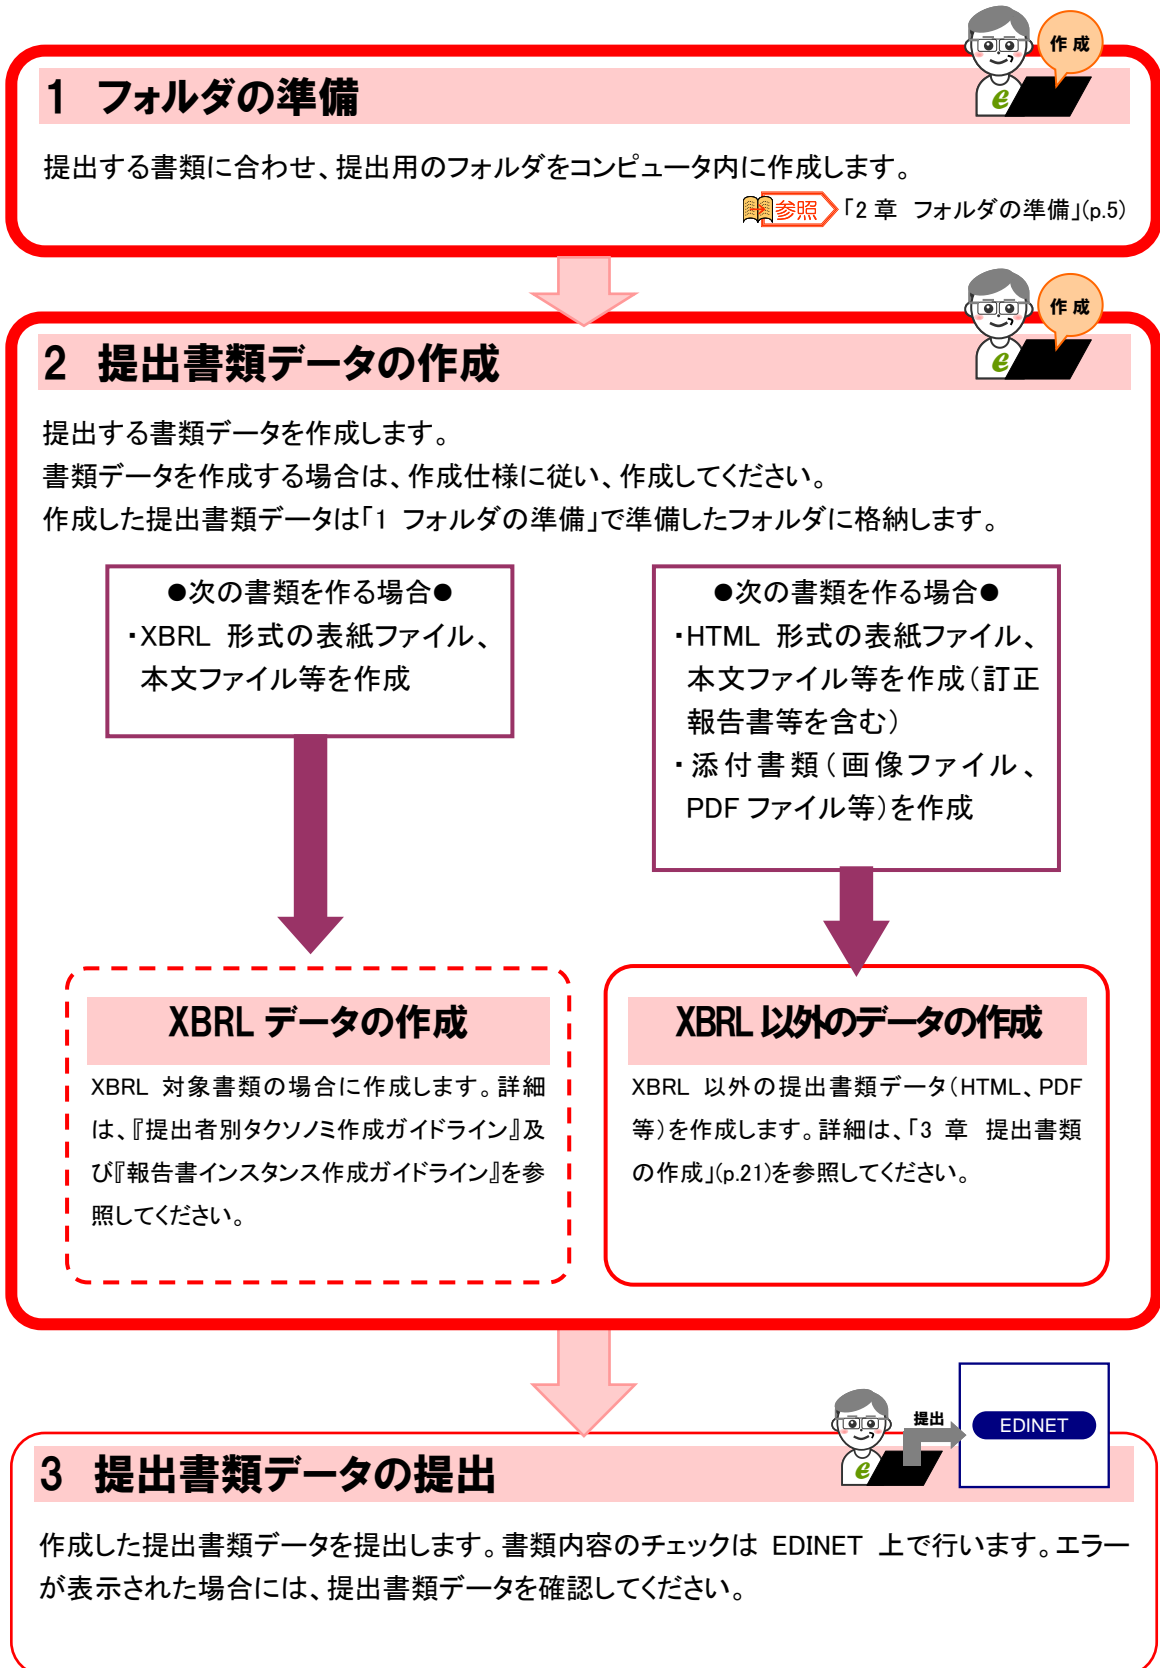 作成
1 フォルダの準備
提出する書類に合わせ、提出用のフォルダをコンピュータ内に作成します。
参照 「2章 フォルダの準備」(p.5)
作成
2 提出書類データの作成
提出する書類データを作成します。
書類データを作成する場合は、作成仕様に従い、作成してください。
作成した提出書類データは「1 フォルダの準備」で準備したフォルダに格納します。
●次の書類を作る場合●
・XBRL 形式の表紙ファイル、
本文ファイル等を作成
●次の書類を作る場合●
・HTML 形式の表紙ファイル、
本文ファイル等を作成(訂正
報告書等を含む)
・添付書類(画像ファイル、
PDF ファイル等)を作成
XBRL データの作成
XBRL 対象書類の場合に作成します。詳細
は、『提出者別タクソノミ作成ガイドライン』及
び『報告書インスタンス作成ガイドライン』を参
照してください。
XBRL 以外のデータの作成
XBRL 以外の提出書類データ(HTML、PDF
等)を作成します。詳細は、「3 章 提出書類
の作成」(p.21)を参照してください。
提出
EDINET
3 提出書類データの提出
作成した提出書類データを提出します。書類内容のチェックは EDINET 上で行います。エラー
が表示された場合には、提出書類データを確認してください。